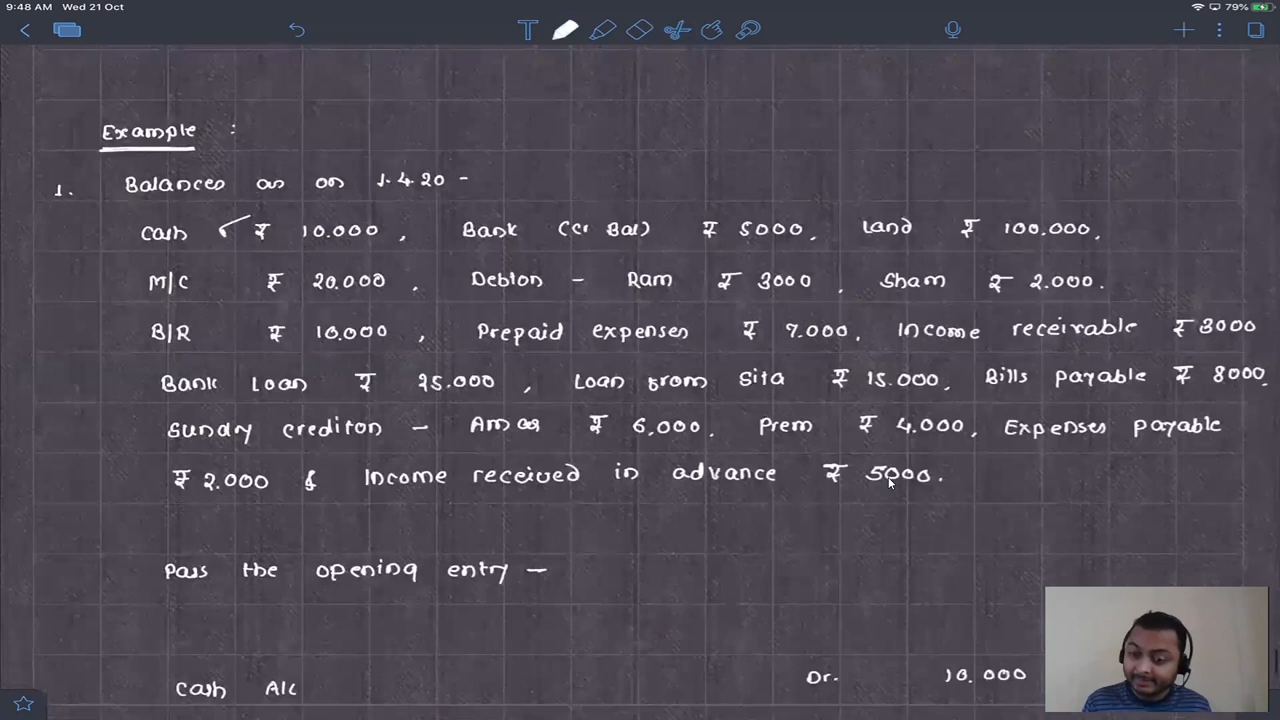 9:48 AM Wed 21 Oct
79%
Example :
1. Balances as on 1.4.20 -
Cash ₹ 10.000 , Bank (Cr Bal) ₹ 5000, Land ₹ 100.000,
M/C ₹ 20.000 , Debtors - Ram ₹ 3000 , Sham ₹ 2.000.
B/R ₹ 10.000 , Prepaid expenses ₹ 7.000, Income receivable ₹ 3000
Bank Loan ₹ 25.000 , Loan from Sita ₹ 15.000, Bills payable ₹ 8000.
Sundry creditors - Amar ₹ 6,000. Prem ₹ 4.000, Expenses payable
₹ 2.000 & Income received in advance ₹ 5000.
Pass the opening entry -
Cash A/c Dr. 10.000